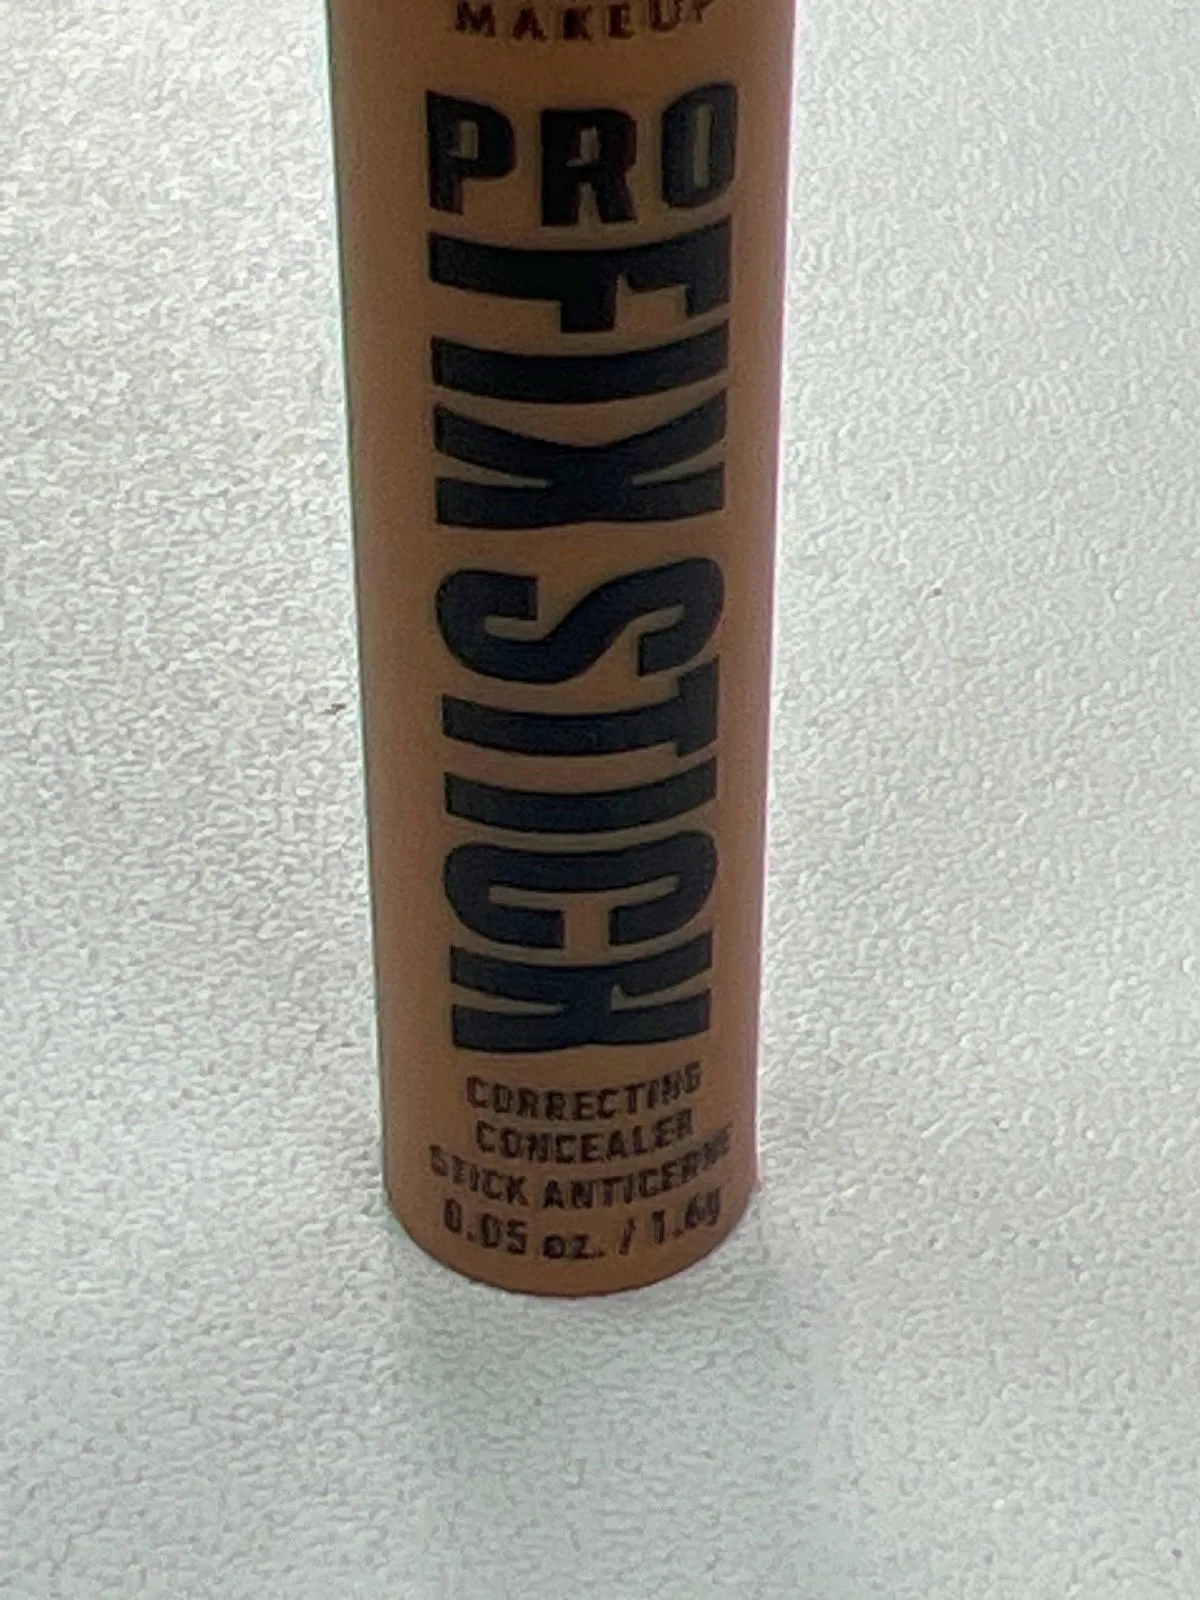 MAKEUP
PRO
FIX STICK
CORRECTING
CONCEALER
STICK ANTICERNE
0.05 oz. / 1.6g